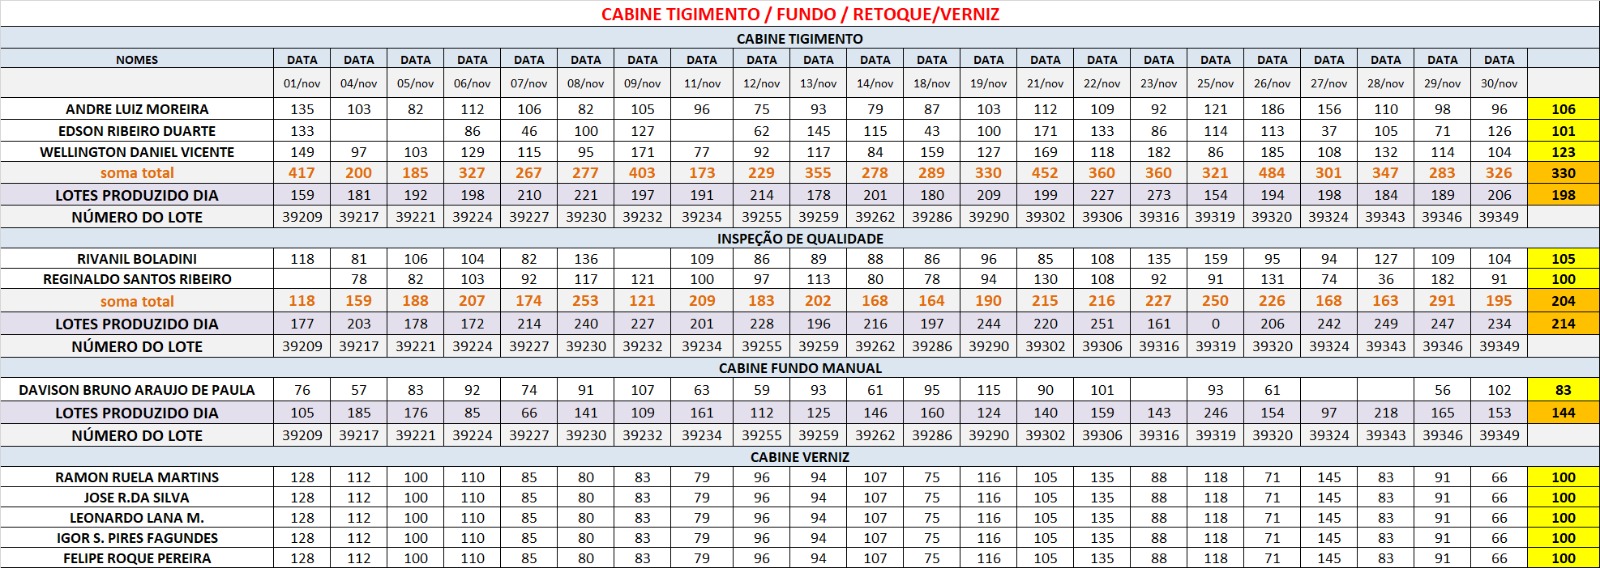 CABINE TIGIMENTO / FUNDO / RETOQUE/VERNIZ
CABINE TIGIMENTO
NOMES DATA DATA DATA DATA DATA DATA DATA DATA DATA DATA DATA DATA DATA DATA DATA DATA DATA DATA DATA DATA DATA DATA
01/nov 04/nov 05/nov 06/nov 07/nov 08/nov 09/nov 11/nov 12/nov 13/nov 14/nov 18/nov 19/nov 21/nov 22/nov 23/nov 25/nov 26/nov 27/nov 28/nov 29/nov 30/nov
ANDRE LUIZ MOREIRA 135 103 82 112 106 82 105 96 75 93 79 87 103 112 109 92 121 186 156 110 98 96 106
EDSON RIBEIRO DUARTE 133 86 46 100 127 62 145 115 43 100 171 133 86 114 113 37 105 71 126 101
WELLINGTON DANIEL VICENTE 149 97 103 129 115 95 171 77 92 117 84 159 127 169 118 182 86 185 108 132 114 104 123
soma total 417 200 185 327 267 277 403 173 229 355 278 289 330 452 360 360 321 484 301 347 283 326 330
LOTES PRODUZIDO DIA 159 181 192 198 210 221 197 191 214 178 201 180 209 199 227 273 154 194 198 184 189 206 198
NÚMERO DO LOTE 39209 39217 39221 39224 39227 39230 39232 39234 39255 39259 39262 39286 39290 39302 39306 39316 39319 39320 39324 39343 39346 39349
INSPEÇÃO DE QUALIDADE
RIVANIL BOLADINI 118 81 106 104 82 136 109 86 89 88 86 96 85 108 135 159 95 94 127 109 104 105
REGINALDO SANTOS RIBEIRO 78 82 103 92 117 121 100 97 113 80 78 94 130 108 92 91 131 74 36 182 91 100
soma total 118 159 188 207 174 253 121 209 183 202 168 164 190 215 216 227 250 226 168 163 291 195 204
LOTES PRODUZIDO DIA 177 203 178 172 214 240 227 201 228 196 216 197 244 220 251 161 0 206 242 249 247 234 214
NÚMERO DO LOTE 39209 39217 39221 39224 39227 39230 39232 39234 39255 39259 39262 39286 39290 39302 39306 39316 39319 39320 39324 39343 39346 39349
CABINE FUNDO MANUAL
DAVISON BRUNO ARAUJO DE PAULA 76 57 83 92 74 91 107 63 59 93 61 95 115 90 101 93 61 56 102 83
LOTES PRODUZIDO DIA 105 185 176 85 66 141 109 161 112 125 146 160 124 140 159 143 246 154 97 218 165 153 144
NÚMERO DO LOTE 39209 39217 39221 39224 39227 39230 39232 39234 39255 39259 39262 39286 39290 39302 39306 39316 39319 39320 39324 39343 39346 39349
CABINE VERNIZ
RAMON RUELA MARTINS 128 112 100 110 85 80 83 79 96 94 107 75 116 105 135 88 118 71 145 83 91 66 100
JOSE R.DA SILVA 128 112 100 110 85 80 83 79 96 94 107 75 116 105 135 88 118 71 145 83 91 66 100
LEONARDO LANA M. 128 112 100 110 85 80 83 79 96 94 107 75 116 105 135 88 118 71 145 83 91 66 100
IGOR S. PIRES FAGUNDES 128 112 100 110 85 80 83 79 96 94 107 75 116 105 135 88 118 71 145 83 91 66 100
FELIPE ROQUE PEREIRA 128 112 100 110 85 80 83 79 96 94 107 75 116 105 135 88 118 71 145 83 91 66 100